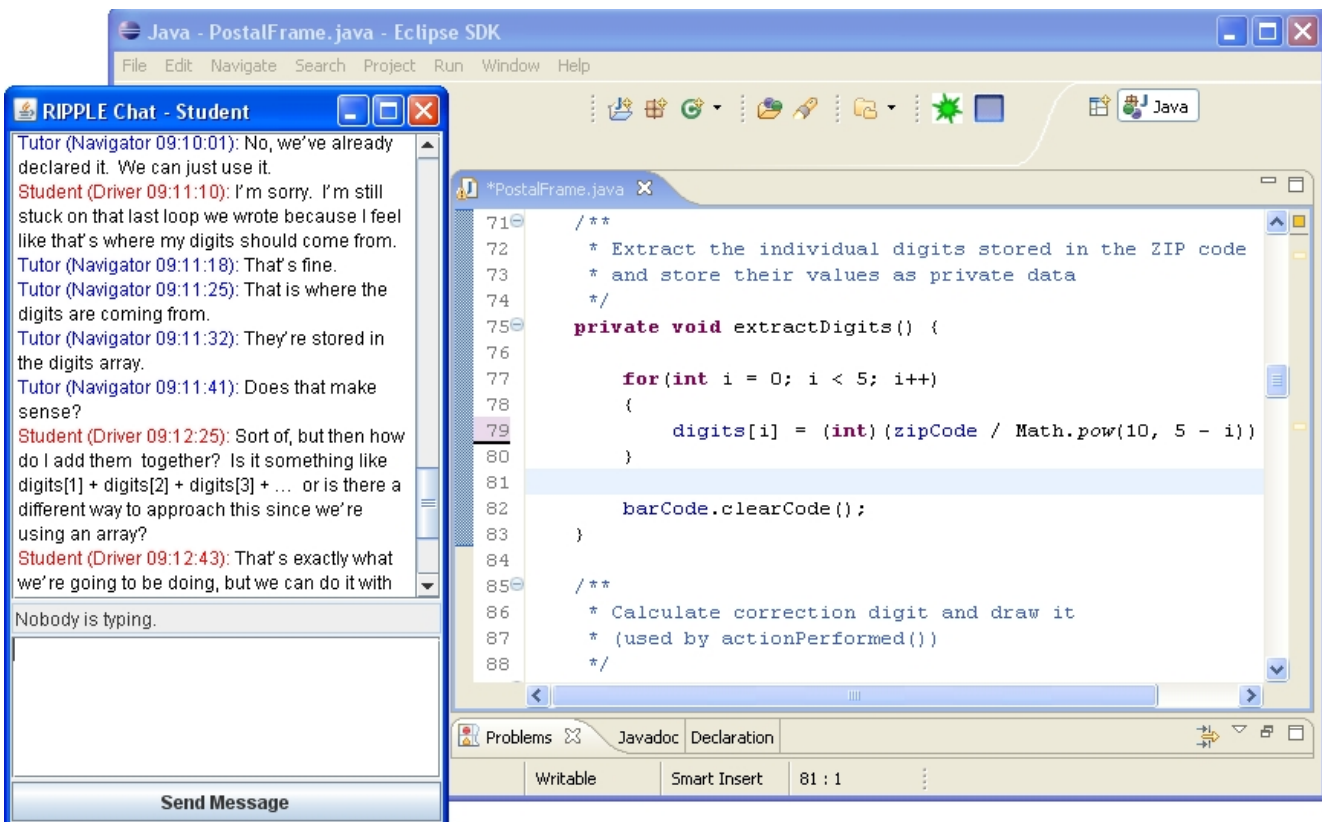 Java - PostalFrame.java - Eclipse SDK
File Edit Navigate Search Project Run Window Help
RIPPLE Chat - Student
Tutor (Navigator 09:10:01): No, we've already
declared it. We can just use it.
Student (Driver 09:11:10): I'm sorry. I'm still
stuck on that last loop we wrote because I feel
like that's where my digits should come from.
Tutor (Navigator 09:11:18): That's fine.
Tutor (Navigator 09:11:25): That is where the
digits are coming from.
Tutor (Navigator 09:11:32): They're stored in
the digits array.
Tutor (Navigator 09:11:41): Does that make
sense?
Student (Driver 09:12:25): Sort of, but then how
do I add them together? Is it something like
digits[1] + digits[2] + digits[3] + ... or is there a
different way to approach this since we're
using an array?
Student (Driver 09:12:43): That's exactly what
we're going to be doing, but we can do it with
Nobody is typing.
Send Message
Java
*PostalFrame.java
71 /**
72 * Extract the individual digits stored in the ZIP code
73 * and store their values as private data
74 */
75 private void extractDigits() {
76
77 for(int i = 0; i < 5; i++)
78 {
79 digits[i] = (int)(zipCode / Math.pow(10, 5 - i))
80 }
81
82 barCode.clearCode();
83 }
84
85 /**
86 * Calculate correction digit and draw it
87 * (used by actionPerformed())
88 */
Problems Javadoc Declaration
Writable Smart Insert 81 : 1